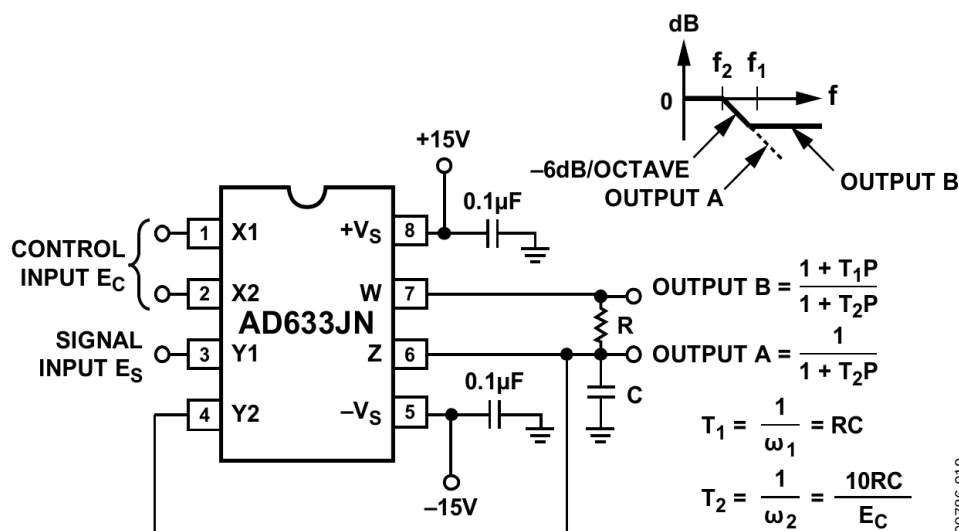 dB
f2 f1
0
f
–6dB/OCTAVE
OUTPUT A
OUTPUT B
+15V
0.1µF
CONTROL
INPUT EC
1 X1
+VS 8
2 X2
W 7
AD633JN
SIGNAL
INPUT ES
3 Y1
Z 6
4 Y2
–VS 5
R
C
0.1µF
–15V
OUTPUT B = 1 + T1P / 1 + T2P
OUTPUT A = 1 / 1 + T2P
T1 = 1 / ω1 = RC
T2 = 1 / ω2 = 10RC / EC